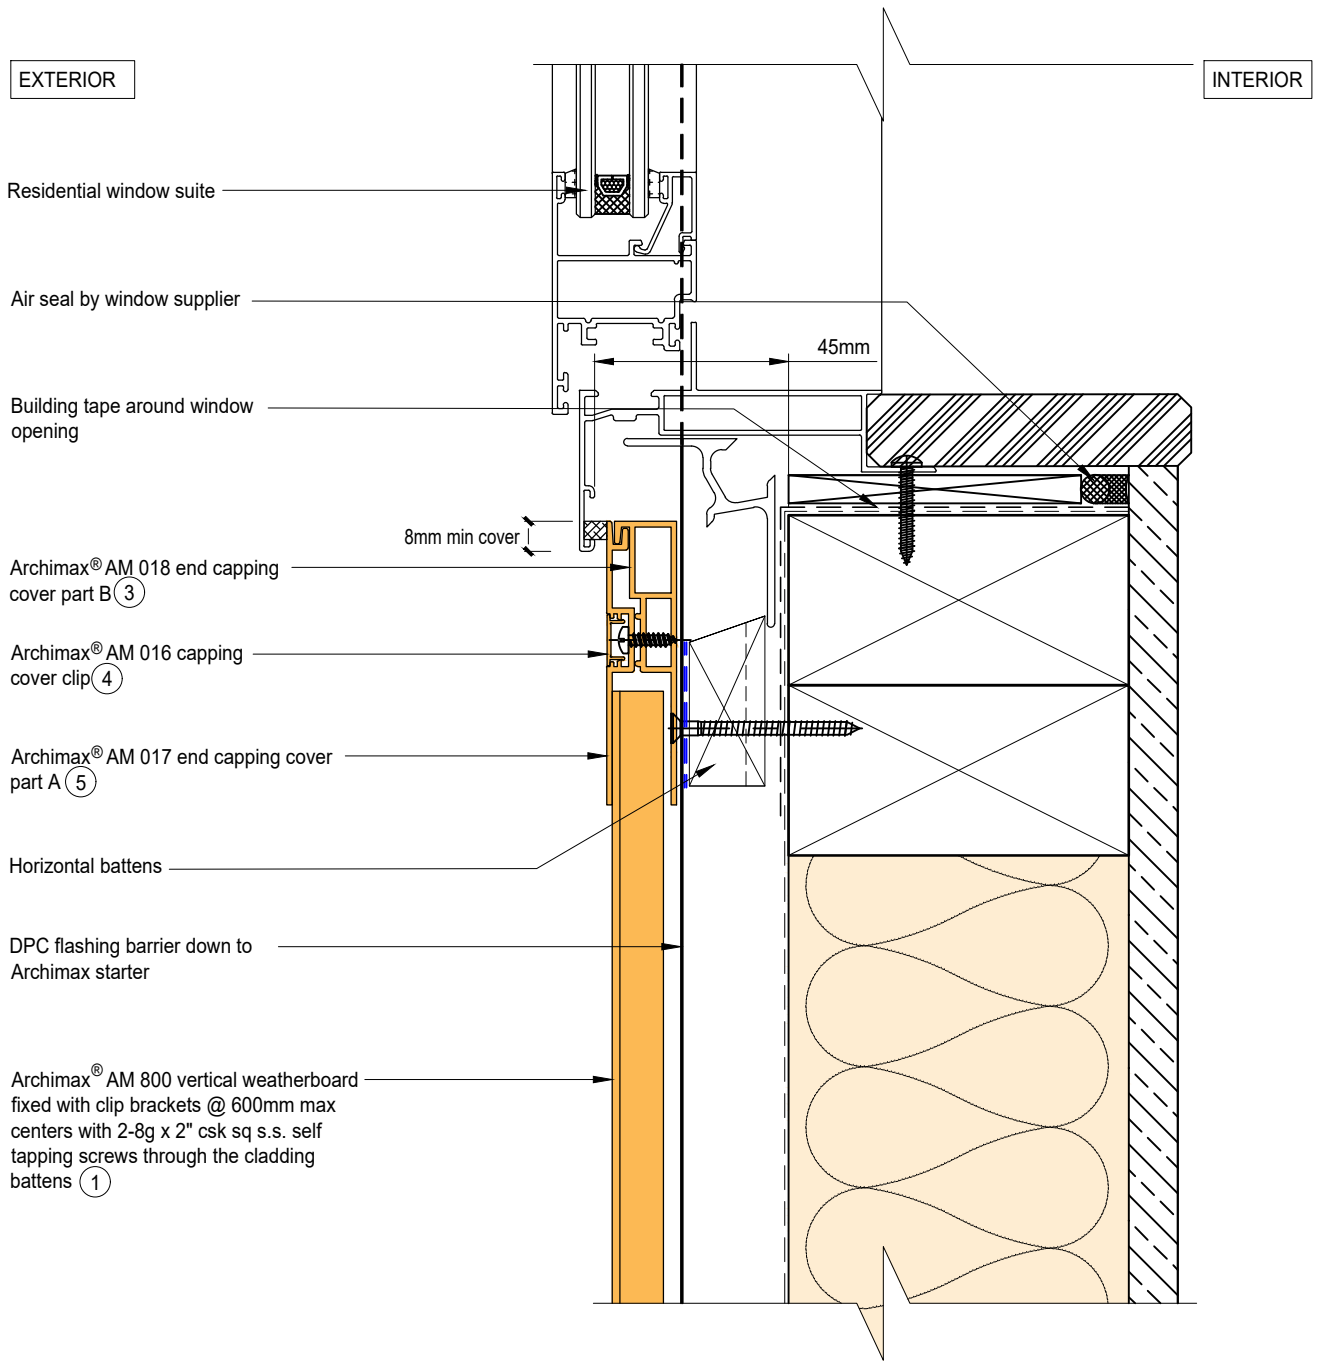 EXTERIOR
INTERIOR
Residential window suite
Air seal by window supplier
45mm
Building tape around window
opening
8mm min cover
Archimax® AM 018 end capping
cover part B 3
Archimax® AM 016 capping
cover clip 4
Archimax® AM 017 end capping cover
part A 5
Horizontal battens
DPC flashing barrier down to
Archimax starter
Archimax® AM 800 vertical weatherboard
fixed with clip brackets @ 600mm max
centers with 2-8g x 2" csk sq s.s. self
tapping screws through the cladding
battens 1